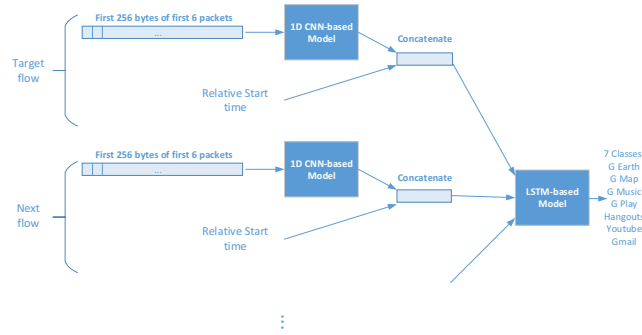 First 256 bytes of first 6 packets
...
1D CNN-based
Model
Concatenate
Target
flow
Relative Start
time
First 256 bytes of first 6 packets
...
1D CNN-based
Model
Concatenate
Next
flow
Relative Start
time
LSTM-based
Model
7 Classes
G Earth
G Map
G Music
G Play
Hangouts
Youtube
Gmail
⋮